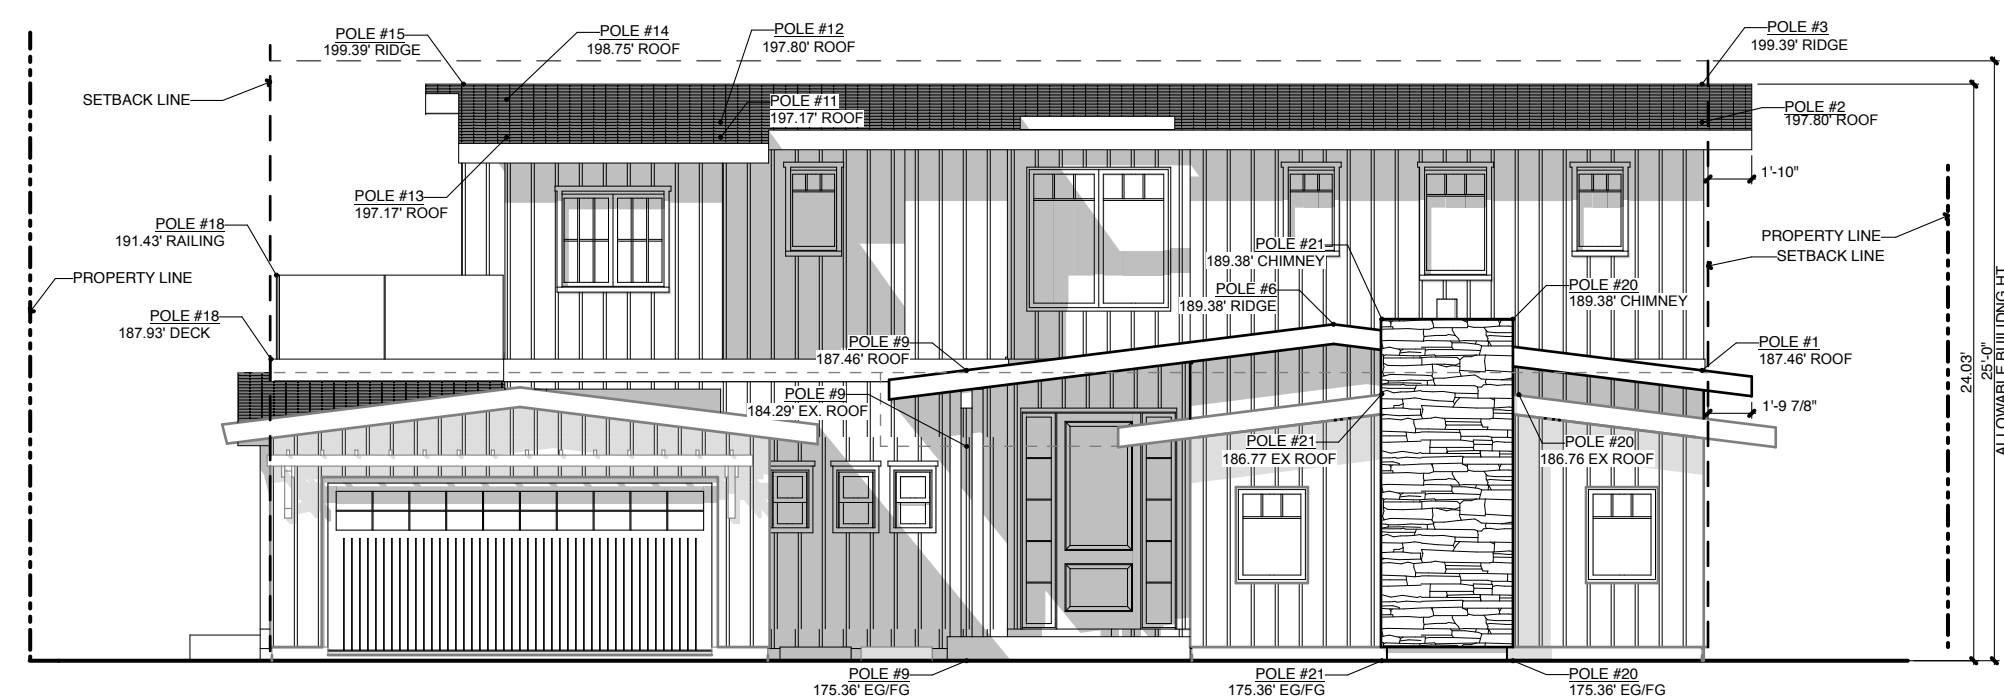 POLE #15
199.39' RIDGE
POLE #14
198.75' ROOF
POLE #12
197.80' ROOF
POLE #3
199.39' RIDGE
SETBACK LINE
POLE #11
197.17' ROOF
POLE #2
197.80' ROOF
1'-10"
POLE #13
197.17' ROOF
POLE #18
191.43' RAILING
PROPERTY LINE
POLE #21
189.38' CHIMNEY
PROPERTY LINE
SETBACK LINE
POLE #6
189.38' RIDGE
POLE #20
189.38' CHIMNEY
POLE #18
187.93' DECK
POLE #9
187.46' ROOF
POLE #1
187.46' ROOF
24.03'
25'-0"
ALLOWABLE BUILIDNG HT.
POLE #9
184.29' EX. ROOF
1'-9 7/8"
POLE #21
186.77 EX ROOF
POLE #20
186.76 EX ROOF
POLE #9
175.36' EG/FG
POLE #21
175.36' EG/FG
POLE #20
175.36' EG/FG